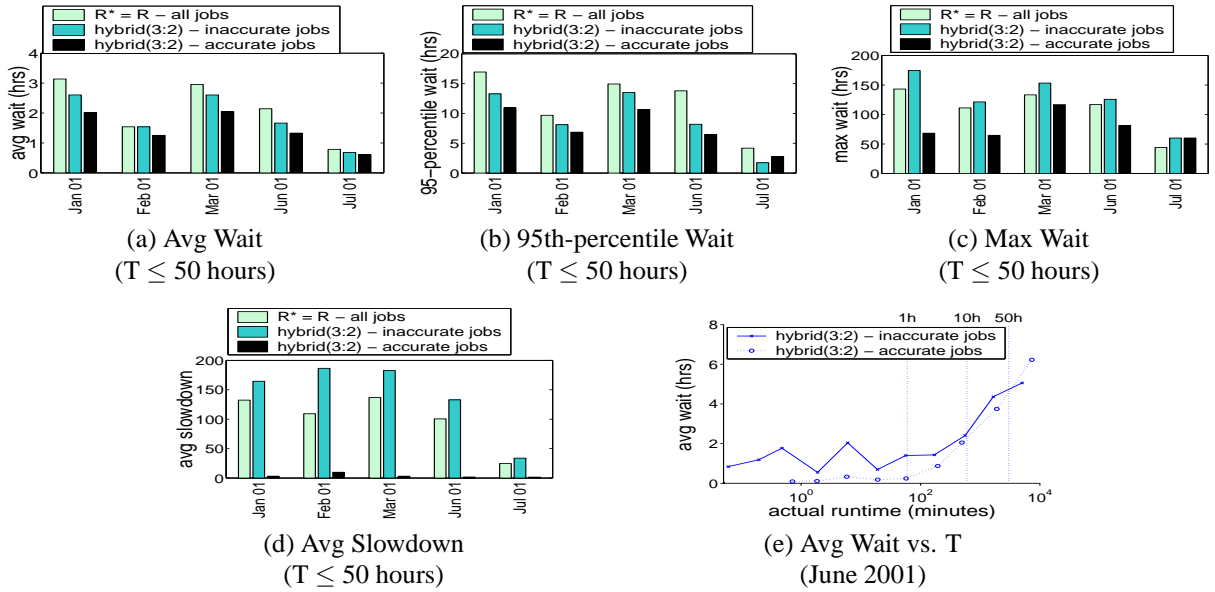 R* = R – all jobs
hybrid(3:2) – inaccurate jobs
hybrid(3:2) – accurate jobs
avg wait (hrs)
4
3
2
1
0
Jan 01
Feb 01
Mar 01
Jun 01
Jul 01
(a) Avg Wait
(T ≤ 50 hours)
R* = R – all jobs
hybrid(3:2) – inaccurate jobs
hybrid(3:2) – accurate jobs
95–percentile wait (hrs)
20
15
10
5
0
Jan 01
Feb 01
Mar 01
Jun 01
Jul 01
(b) 95th-percentile Wait
(T ≤ 50 hours)
R* = R – all jobs
hybrid(3:2) – inaccurate jobs
hybrid(3:2) – accurate jobs
max wait (hrs)
200
150
100
50
0
Jan 01
Feb 01
Mar 01
Jun 01
Jul 01
(c) Max Wait
(T ≤ 50 hours)
R* = R – all jobs
hybrid(3:2) – inaccurate jobs
hybrid(3:2) – accurate jobs
avg slowdown
200
150
100
50
0
Jan 01
Feb 01
Mar 01
Jun 01
Jul 01
(d) Avg Slowdown
(T ≤ 50 hours)
1h 10h 50h
hybrid(3:2) – inaccurate jobs
hybrid(3:2) – accurate jobs
avg wait (hrs)
8
6
4
2
0
10⁰ 10² 10⁴
actual runtime (minutes)
(e) Avg Wait vs. T
(June 2001)